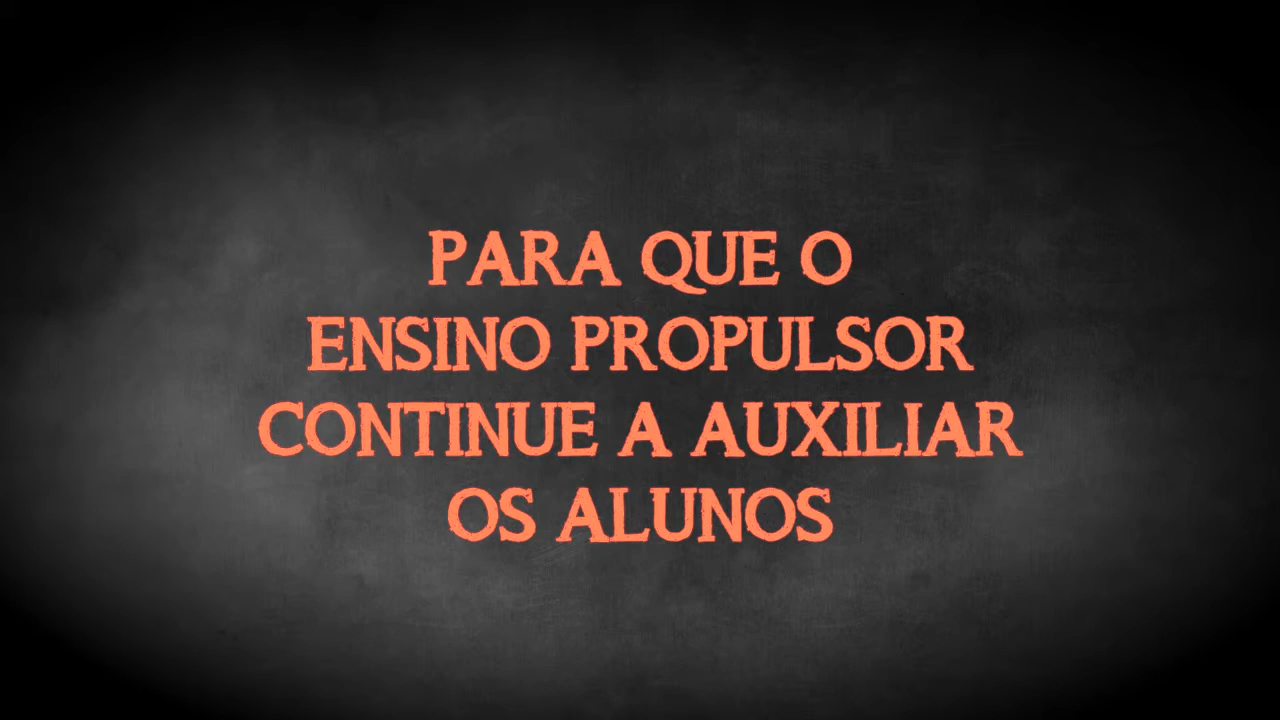 PARA QUE O
ENSINO PROPULSOR
CONTINUE A AUXILIAR
OS ALUNOS